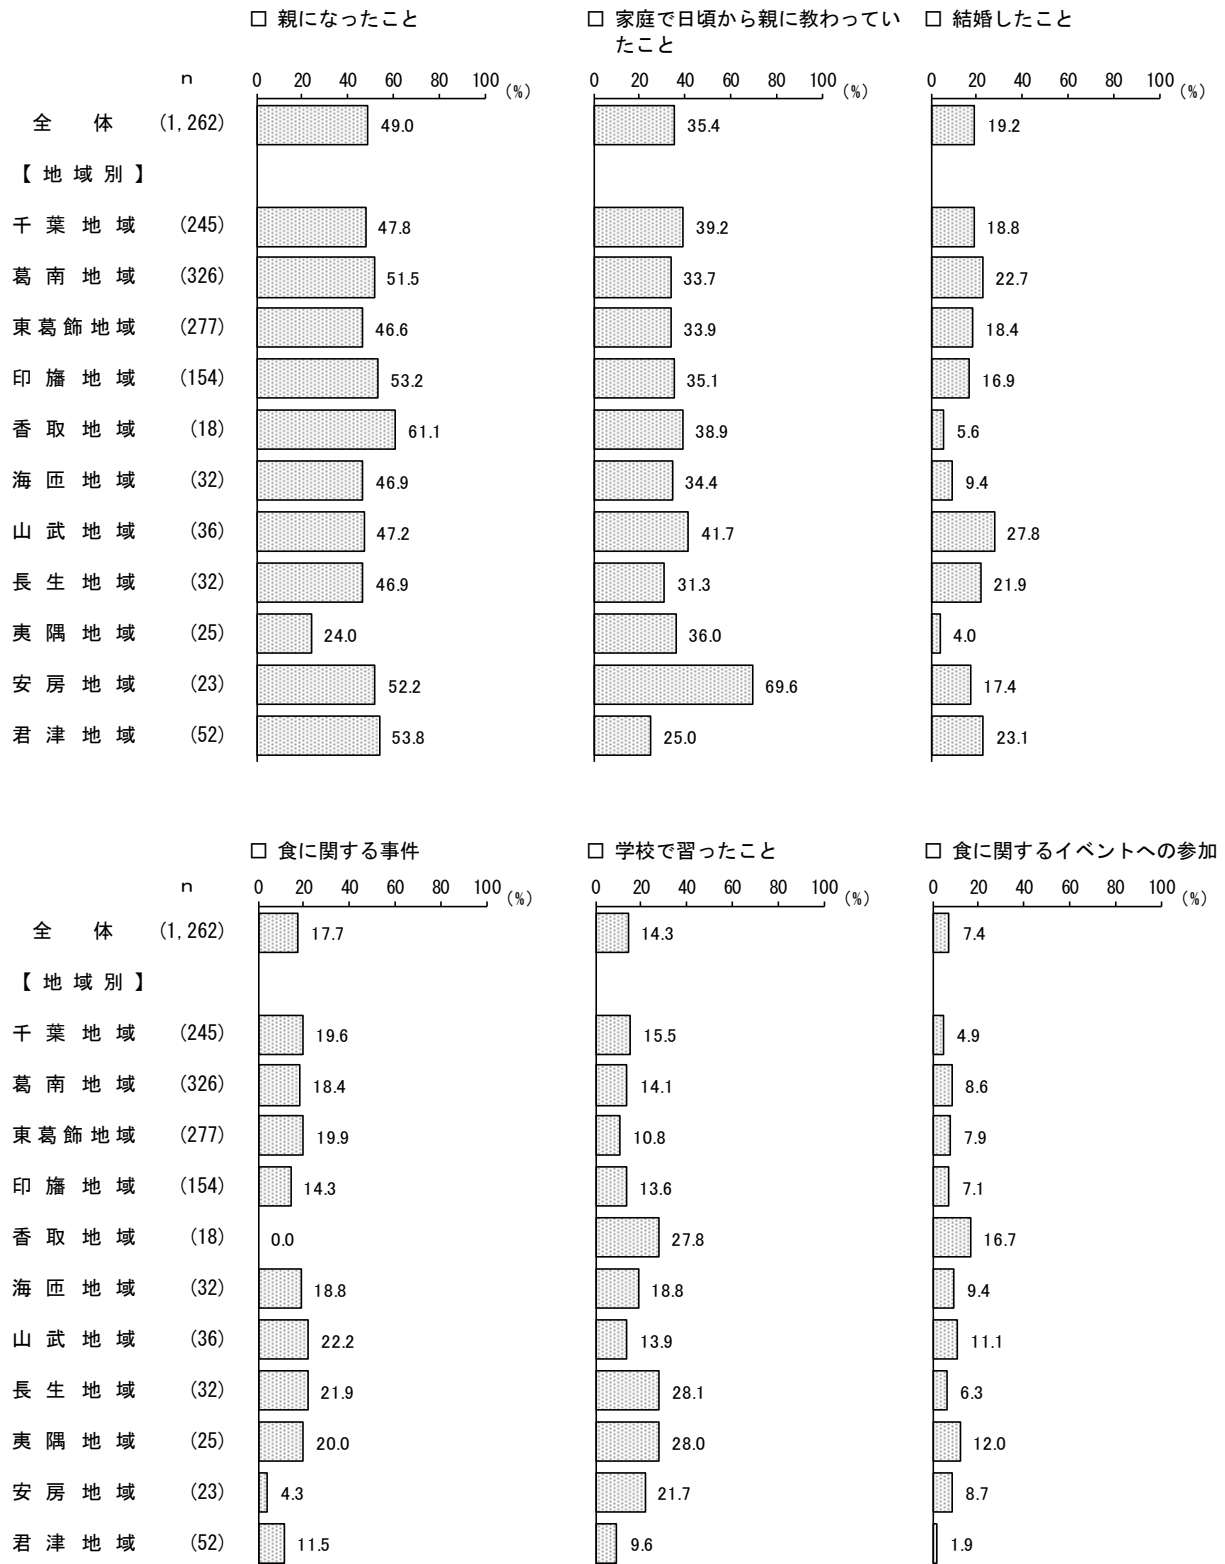 □ 親になったこと □ 家庭で日頃から親に教わってい □ 結婚したこと
たこと
n 0 20 40 60 80 100 (%) 0 20 40 60 80 100 (%) 0 20 40 60 80 100 (%)
全体 (1,262) 49.0 35.4 19.2
【地域別】
千葉地域 (245) 47.8 39.2 18.8
葛南地域 (326) 51.5 33.7 22.7
東葛飾地域 (277) 46.6 33.9 18.4
印旛地域 (154) 53.2 35.1 16.9
香取地域 (18) 61.1 38.9 5.6
海匝地域 (32) 46.9 34.4 9.4
山武地域 (36) 47.2 41.7 27.8
長生地域 (32) 46.9 31.3 21.9
夷隅地域 (25) 24.0 36.0 4.0
安房地域 (23) 52.2 69.6 17.4
君津地域 (52) 53.8 25.0 23.1
□ 食に関する事件 □ 学校で習ったこと □ 食に関するイベントへの参加
n 0 20 40 60 80 100 (%) 0 20 40 60 80 100 (%) 0 20 40 60 80 100 (%)
全体 (1,262) 17.7 14.3 7.4
【地域別】
千葉地域 (245) 19.6 15.5 4.9
葛南地域 (326) 18.4 14.1 8.6
東葛飾地域 (277) 19.9 10.8 7.9
印旛地域 (154) 14.3 13.6 7.1
香取地域 (18) 0.0 27.8 16.7
海匝地域 (32) 18.8 18.8 9.4
山武地域 (36) 22.2 13.9 11.1
長生地域 (32) 21.9 28.1 6.3
夷隅地域 (25) 20.0 28.0 12.0
安房地域 (23) 4.3 21.7 8.7
君津地域 (52) 11.5 9.6 1.9